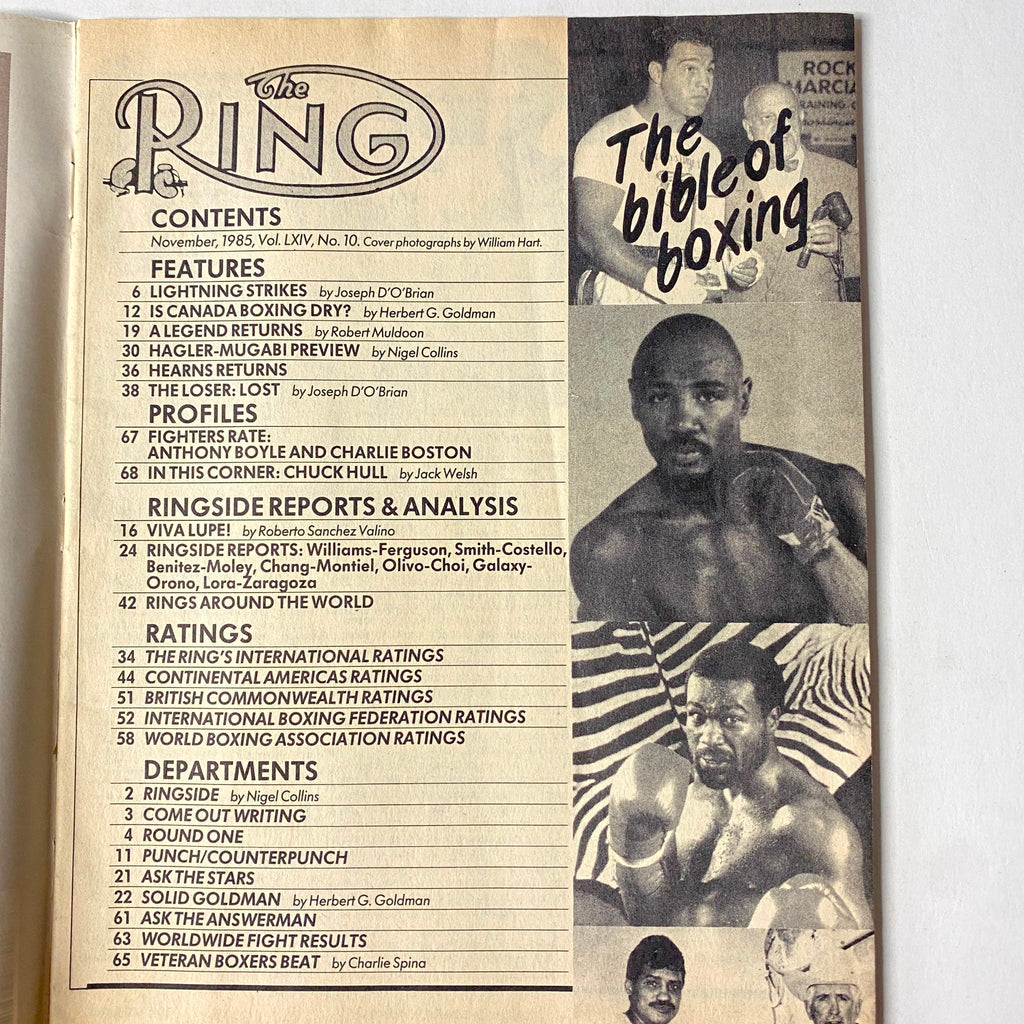 The
RING
CONTENTS
November, 1985, Vol. LXIV, No. 10. Cover photographs by William Hart.
FEATURES
6 LIGHTNING STRIKES by Joseph D'O'Brian
12 IS CANADA BOXING DRY? by Herbert G. Goldman
19 A LEGEND RETURNS by Robert Muldoon
30 HAGLER-MUGABI PREVIEW by Nigel Collins
36 HEARNS RETURNS
38 THE LOSER: LOST by Joseph D'O'Brian
PROFILES
67 FIGHTERS RATE:
ANTHONY BOYLE AND CHARLIE BOSTON
68 IN THIS CORNER: CHUCK HULL by Jack Welsh
RINGSIDE REPORTS & ANALYSIS
16 VIVA LUPE! by Roberto Sanchez Valino
24 RINGSIDE REPORTS: Williams-Ferguson, Smith-Costello,
Benitez-Moley, Chang-Montiel, Olivo-Choi, Galaxy-
Orono, Lora-Zaragoza
42 RINGS AROUND THE WORLD
RATINGS
34 THE RING'S INTERNATIONAL RATINGS
44 CONTINENTAL AMERICAS RATINGS
51 BRITISH COMMONWEALTH RATINGS
52 INTERNATIONAL BOXING FEDERATION RATINGS
58 WORLD BOXING ASSOCIATION RATINGS
DEPARTMENTS
2 RINGSIDE by Nigel Collins
3 COME OUT WRITING
4 ROUND ONE
11 PUNCH/COUNTERPUNCH
21 ASK THE STARS
22 SOLID GOLDMAN by Herbert G. Goldman
61 ASK THE ANSWERMAN
63 WORLDWIDE FIGHT RESULTS
65 VETERAN BOXERS BEAT by Charlie Spina
The
bible of
boxing
ROCK
MARCIA
RAINING